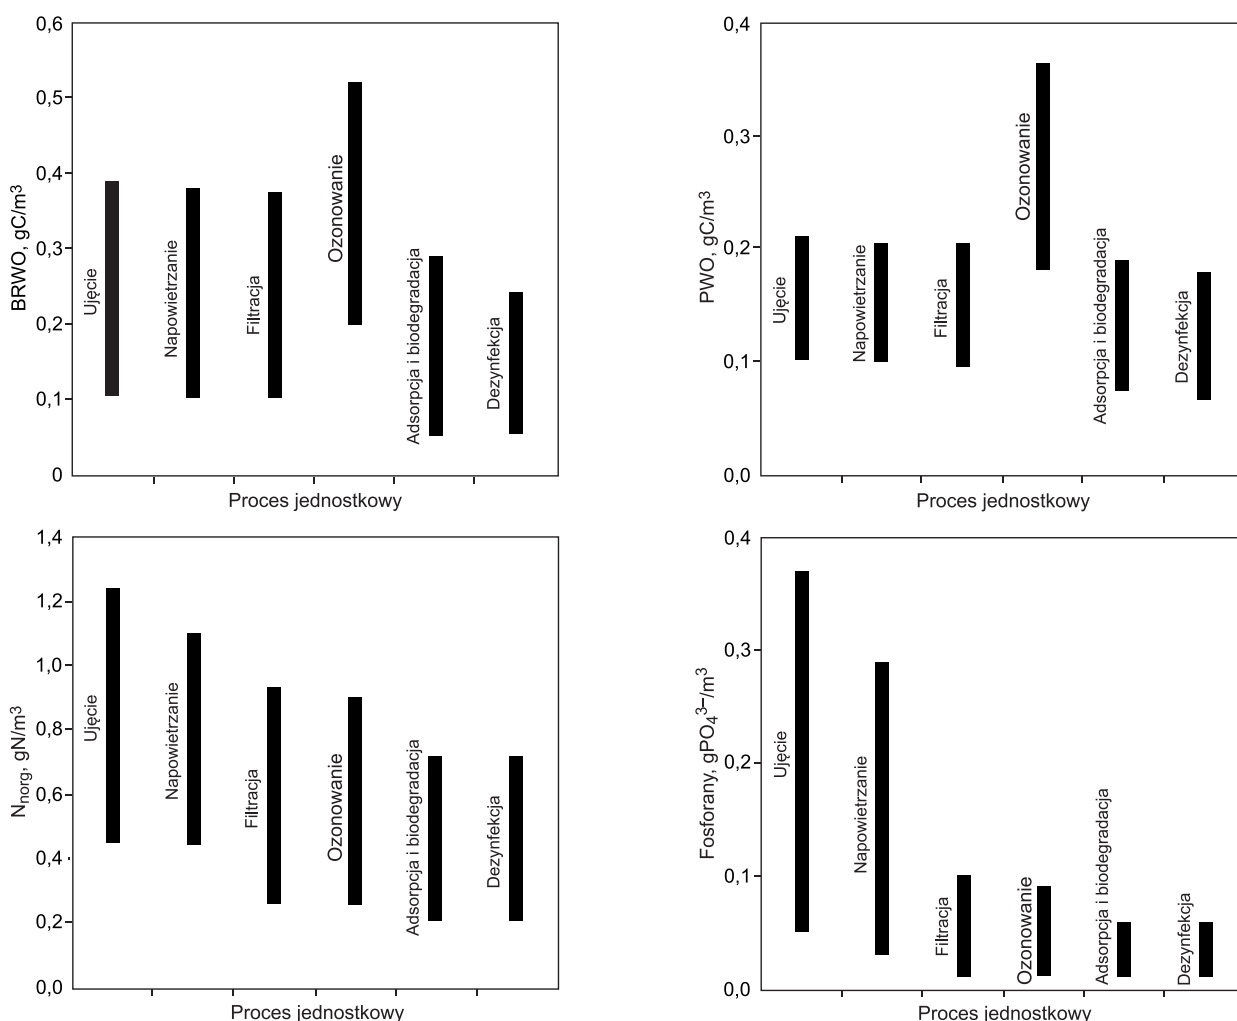 0,6
0,5
0,4
0,3
0,2
0,1
0
BRWO, gC/m³
Ujęcie
Napowietrzanie
Filtracja
Ozonowanie
Adsorpcja i biodegradacja
Dezynfekcja
Proces jednostkowy
0,4
0,3
0,2
0,1
0,0
PWO, gC/m³
Ujęcie
Napowietrzanie
Filtracja
Ozonowanie
Adsorpcja i biodegradacja
Dezynfekcja
Proces jednostkowy
1,4
1,2
1,0
0,8
0,6
0,4
0,2
0,0
Nnorg, gN/m³
Ujęcie
Napowietrzanie
Filtracja
Ozonowanie
Adsorpcja i biodegradacja
Dezynfekcja
Proces jednostkowy
0,4
0,3
0,2
0,1
0,0
Fosforany, gPO₄³⁻/m³
Ujęcie
Napowietrzanie
Filtracja
Ozonowanie
Adsorpcja i biodegradacja
Dezynfekcja
Proces jednostkowy